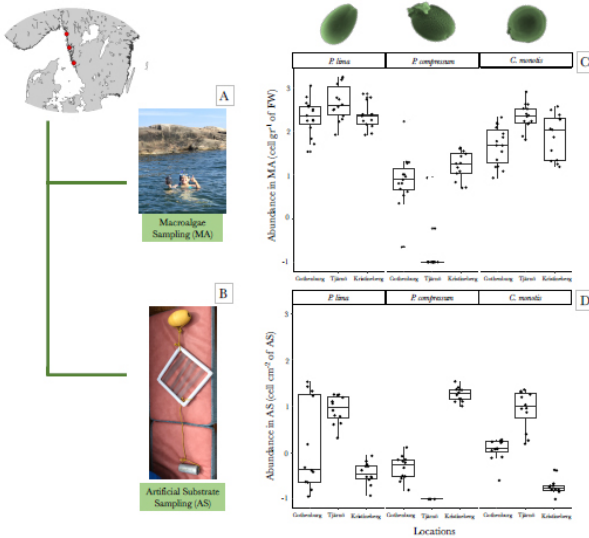 A
Macroalgae
Sampling (MA)
B
Artificial Substrate
Sampling (AS)
C
P. lima
P. compressum
C. monotis
Abundance in MA (cell gr⁻¹ of FW)
3
2
1
0
-1
Gothenburg
Tjärnö
Kristineberg
Gothenburg
Tjärnö
Kristineberg
Gothenburg
Tjärnö
Kristineberg
D
P. lima
P. compressum
C. monotis
Abundance in AS (cell cm⁻² of AS)
3
2
1
0
-1
Gothenburg
Tjärnö
Kristineberg
Gothenburg
Tjärnö
Kristineberg
Gothenburg
Tjärnö
Kristineberg
Locations